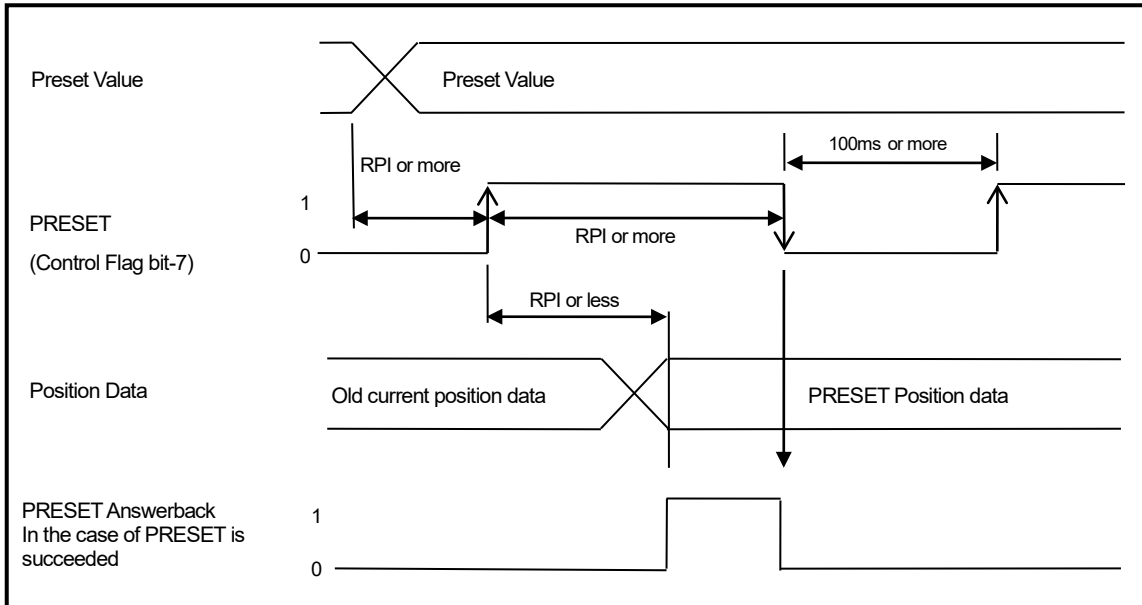 Preset Value
Preset Value
100ms or more
RPI or more
1
PRESET
RPI or more
(Control Flag bit-7)
0
RPI or less
Position Data
Old current position data
PRESET Position data
PRESET Answerback
In the case of PRESET is
succeeded
1
0